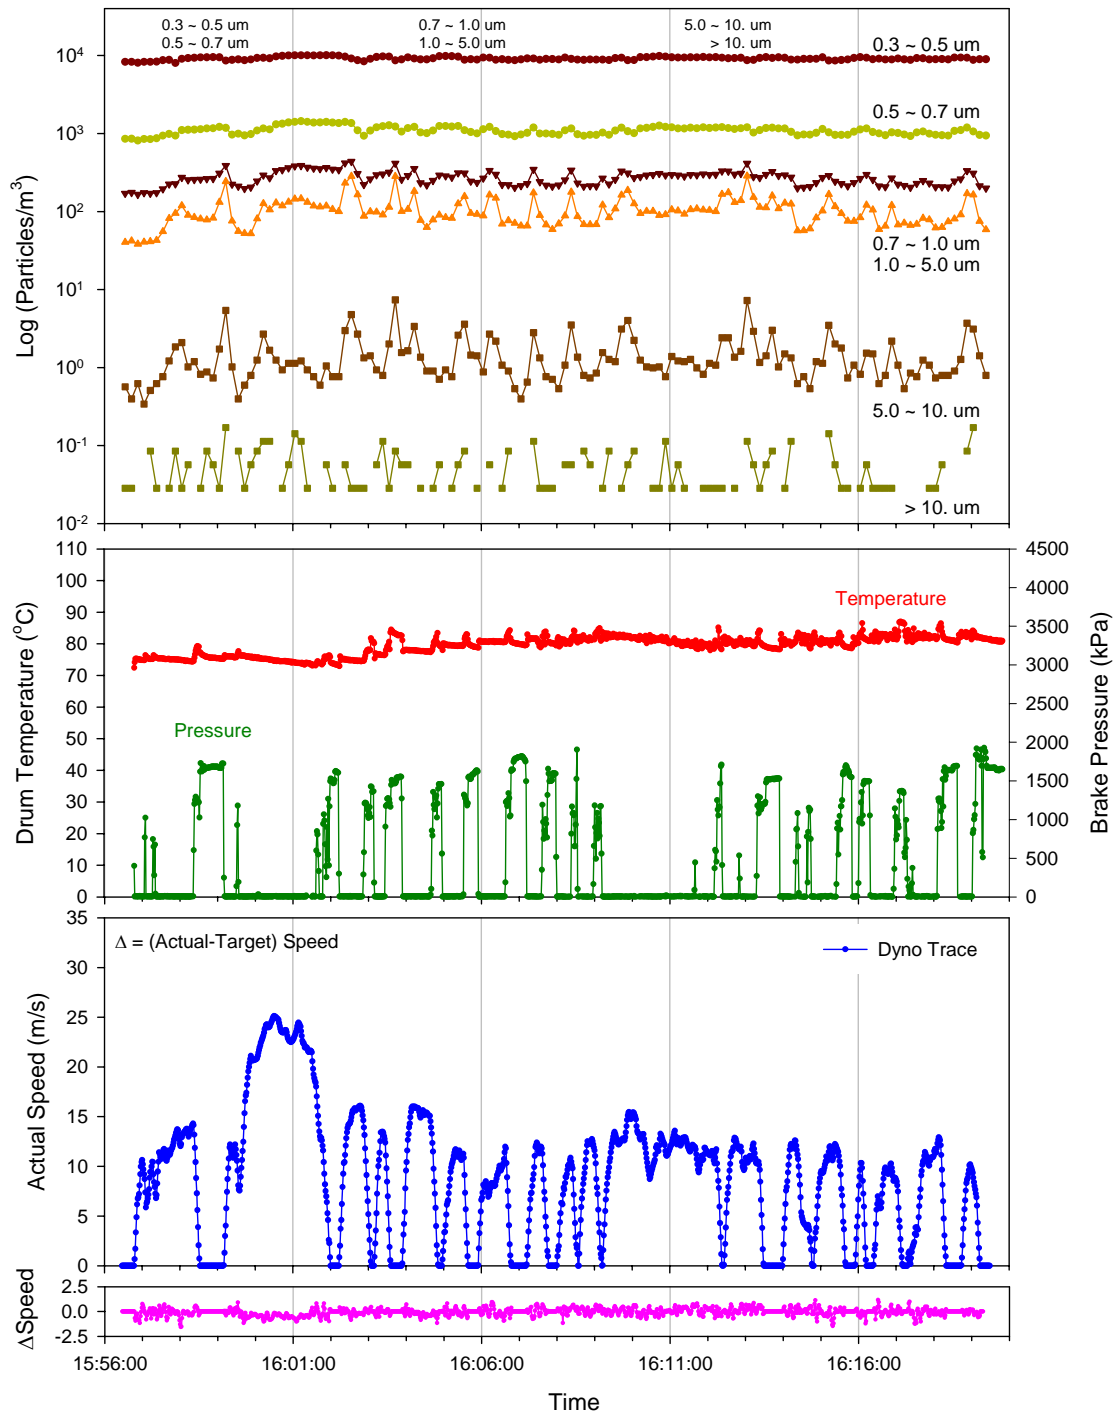 0.3 ~ 0.5 um 0.7 ~ 1.0 um 5.0 ~ 10. um
0.5 ~ 0.7 um 1.0 ~ 5.0 um > 10. um
0.3 ~ 0.5 um
10⁴
0.5 ~ 0.7 um
10³
10²
0.7 ~ 1.0 um
1.0 ~ 5.0 um
10¹
10⁰
5.0 ~ 10. um
10⁻¹
> 10. um
10⁻²
Log (Particles/m³)
110 4500
100 4000
90 3500
80 3000
70 2500
60 2000
50 1500
40 1000
30 500
20 0
10
0
Temperature
Pressure
Drum Temperature (°C)
Brake Pressure (kPa)
35
Δ = (Actual-Target) Speed
Dyno Trace
30
25
20
15
10
5
0
Actual Speed (m/s)
2.5
0.0
-2.5
ΔSpeed
15:56:00 16:01:00 16:06:00 16:11:00 16:16:00
Time